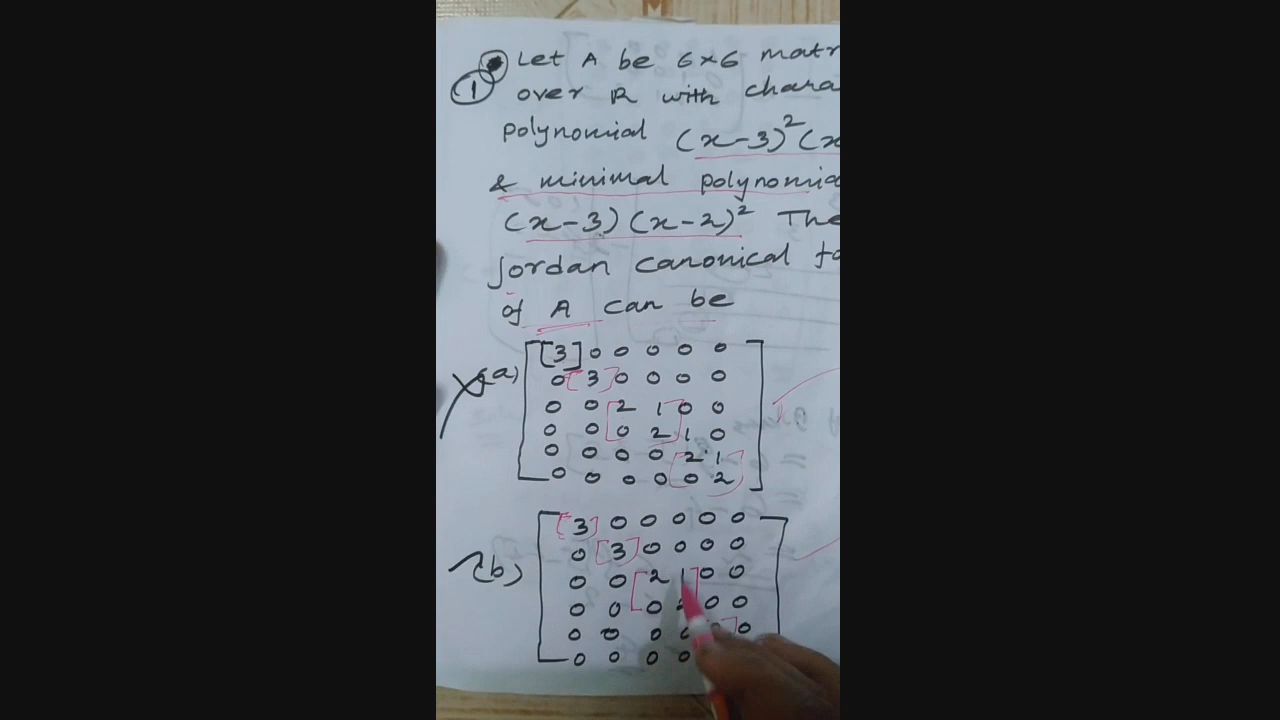 ① Let A be 6×6 matr
over R with chara
polynomial (x-3)²(x
& minimal polynomia
(x-3)(x-2)² The
Jordan canonical fo
of A can be
(a) [3] 0 0 0 0 0
0 [3] 0 0 0 0
0 0 2 1 0 0
0 0 0 2 1 0
0 0 0 0 2 1
0 0 0 0 0 2
(b) [3] 0 0 0 0 0
0 [3] 0 0 0 0
0 0 2 1 0 0
0 0 0 0 0
0 0 0 0
0 0 0